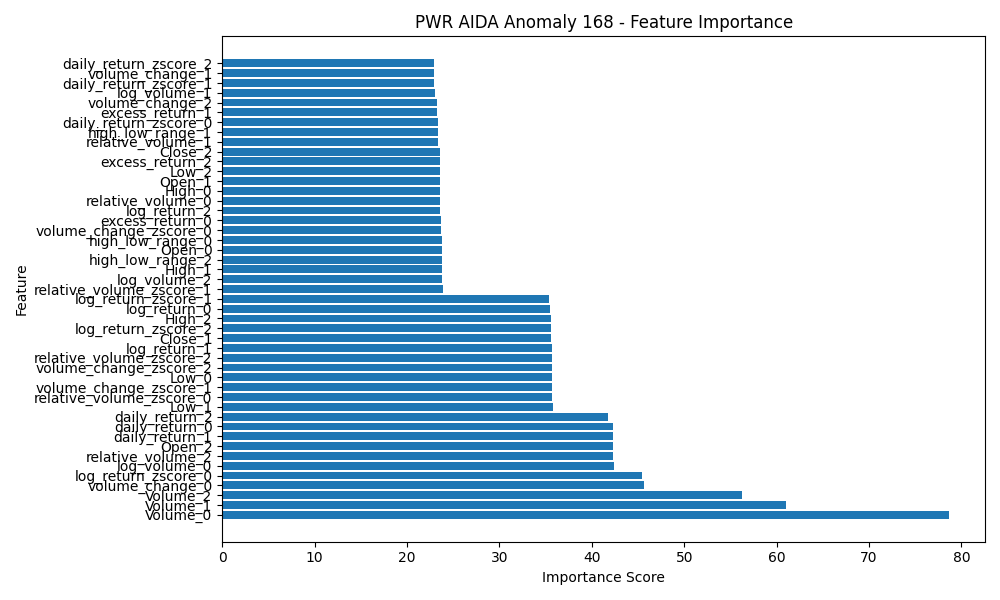 PWR AIDA Anomaly 168 - Feature Importance
daily_return_zscore_2
volume_change_1
daily_return_zscore_1
log_volume_1
volume_change_2
excess_return_1
daily_return_zscore_0
high_low_range_1
relative_volume_1
Close_2
excess_return_2
Low_2
Open_1
High_0
relative_volume_0
log_return_2
excess_return_0
volume_change_zscore_0
high_low_range_0
Open_0
high_low_range_2
High_1
log_volume_2
relative_volume_zscore_1
log_return_zscore_1
log_return_0
High_2
log_return_zscore_2
Close_1
log_return_1
relative_volume_zscore_2
volume_change_zscore_2
Low_0
volume_change_zscore_1
relative_volume_zscore_0
Low_1
daily_return_2
daily_return_0
daily_return_1
Open_2
relative_volume_2
log_volume_0
log_return_zscore_0
volume_change_0
Volume_2
Volume_1
Volume_0
Feature
0 10 20 30 40 50 60 70 80
Importance Score